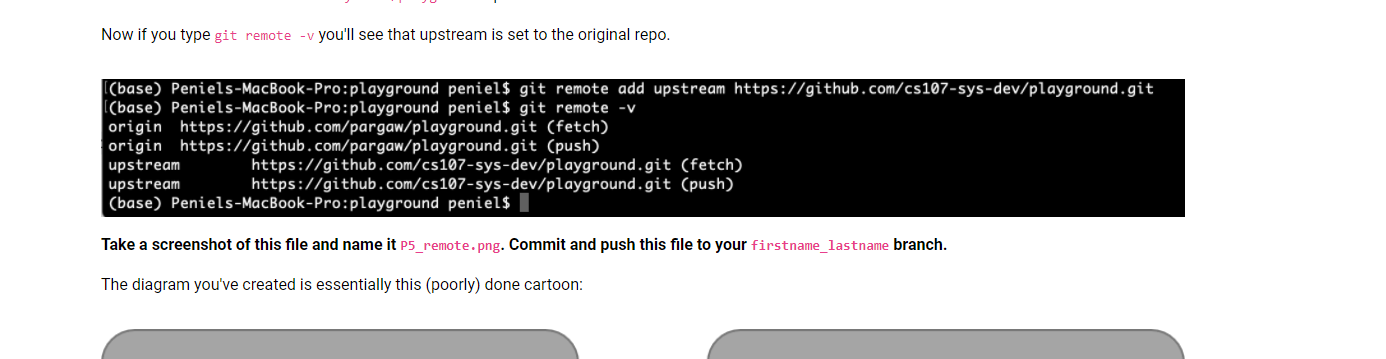 Now if you type git remote -v you'll see that upstream is set to the original repo.
(base) Peniels-MacBook-Pro:playground peniel$ git remote add upstream https://github.com/cs107-sys-dev/playground.git
(base) Peniels-MacBook-Pro:playground peniel$ git remote -v
origin  https://github.com/pargaw/playground.git (fetch)
origin  https://github.com/pargaw/playground.git (push)
upstream        https://github.com/cs107-sys-dev/playground.git (fetch)
upstream        https://github.com/cs107-sys-dev/playground.git (push)
(base) Peniels-MacBook-Pro:playground peniel$
Take a screenshot of this file and name it P5_remote.png. Commit and push this file to your firstname_lastname branch.
The diagram you've created is essentially this (poorly) done cartoon: